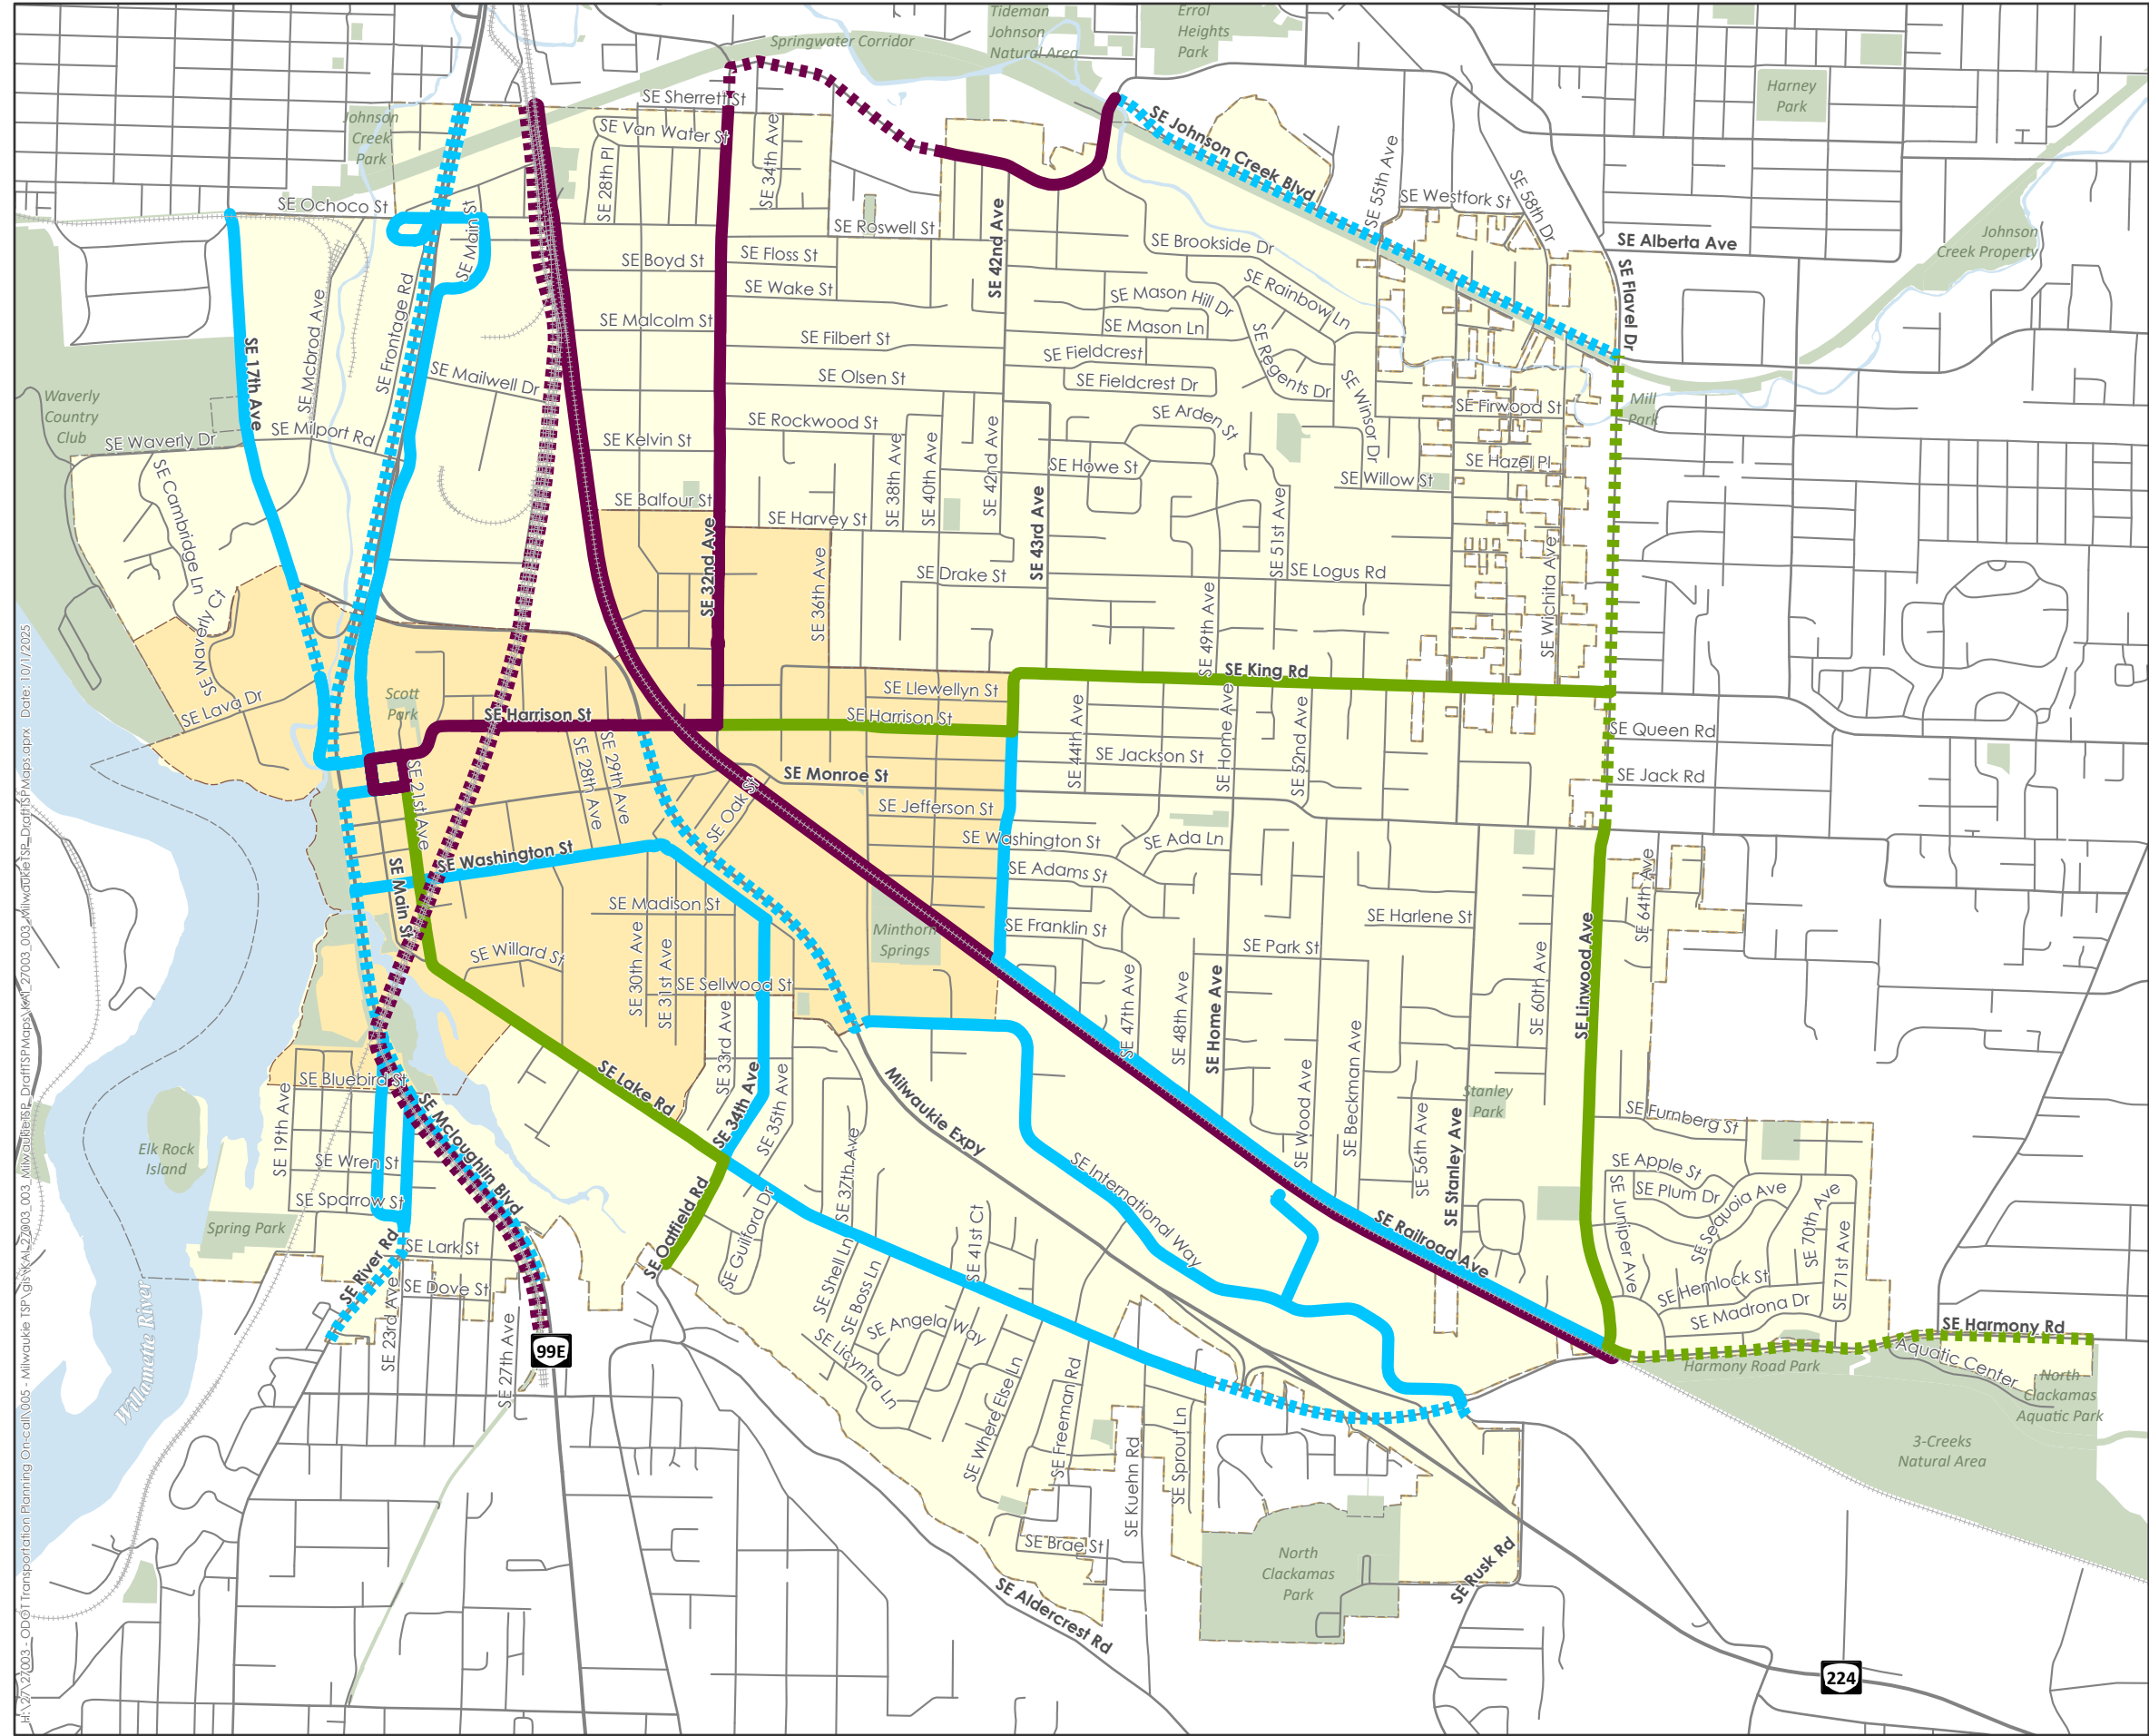 Tideman
Johnson
Natural Area
Errol
Heights
Park
Springwater Corridor
Harney
Park
SE Sherrett St
Johnson
Creek
Park
SE Van Water St
SE 28th Pl
SE 34th Ave
SE Johnson Creek Blvd
SE 55th Ave
SE Westfork St
SE 58th Dr
SE Ochoco St
SE Main St
SE Roswell St
SE 42nd Ave
SE Brookside Dr
SE Alberta Ave
Johnson
Creek Property
SE Boyd St
SE Floss St
SE Wake St
SE Rainbow Ln
SE Mason Hill Dr
SE Flavel Dr
SE Mcbrod Ave
SE Frontage Rd
SE Malcolm St
SE Mason Ln
SE Filbert St
SE Fieldcrest
SE Regents Dr
SE 17th Ave
SE Mailwell Dr
SE Olsen St
SE Fieldcrest Dr
SE Winsor Dr
Waverly
Country
Club
SE Firwood St
Mill
Park
SE Rockwood St
SE Arden St
SE Waverly Dr
SE Milport Rd
SE Kelvin St
SE 38th Ave
SE 40th Ave
SE 42nd Ave
SE Howe St
SE Hazel Pl
SE Willow St
SE Cambridge Ln
SE Balfour St
SE Harvey St
SE 43rd Ave
SE 51st Ave
SE 32nd Ave
SE 36th Ave
SE Drake St
SE Logus Rd
SE Wichita Ave
SE Waverly Ct
SE 49th Ave
SE King Rd
Scott
Park
SE Llewellyn St
SE Lava Dr
SE Harrison St
SE Harrison St
SE 44th Ave
SE Home Ave
SE 52nd Ave
SE Queen Rd
SE Jackson St
SE 21st Ave
SE 28th Ave
SE 29th Ave
SE Monroe St
SE Jack Rd
SE Oak St
SE Jefferson St
SE Washington St
SE Washington St
SE Ada Ln
SE Main St
SE Adams St
SE 64th Ave
SE Madison St
SE Harlene St
SE Linwood Ave
Minthorn
Springs
SE Franklin St
SE Park St
SE Willard St
SE 30th Ave
SE 31st Ave
SE Sellwood St
SE 60th Ave
SE 47th Ave
SE 48th Ave
SE Home Ave
SE 33rd Ave
SE Bluebird St
SE 19th Ave
SE Lake Rd
SE 34th Ave
SE 35th Ave
Milwaukie Expy
SE Wood Ave
SE Beckman Ave
SE 56th Ave
SE Stanley Ave
Stanley
Park
SE Furnberg St
Elk Rock
Island
SE Mcloughlin Blvd
SE Wren St
SE Sparrow St
SE 37th Ave
SE International Way
SE Apple St
SE Plum Dr
SE Sequoia Ave
SE 70th Ave
SE 71st Ave
SE Juniper Ave
Spring Park
SE River Rd
SE Lark St
SE Oatfield Rd
SE Guilford Dr
SE 41st Ct
SE Railroad Ave
SE Shell Ln
SE Boss Ln
SE Hemlock St
SE Madrona Dr
SE Dove St
SE 23rd Ave
SE 27th Ave
99E
SE Angela Way
SE Licyntra Ln
SE Harmony Rd
Harmony Road Park
Aquatic Center
North
Clackamas
Aquatic Park
Willamette River
SE Where Else Ln
SE Freeman Rd
SE Kuehn Rd
SE Sprout Ln
3-Creeks
Natural Area
SE Brae St
North
Clackamas
Park
SE Rusk Rd
SE Aldercrest Rd
224